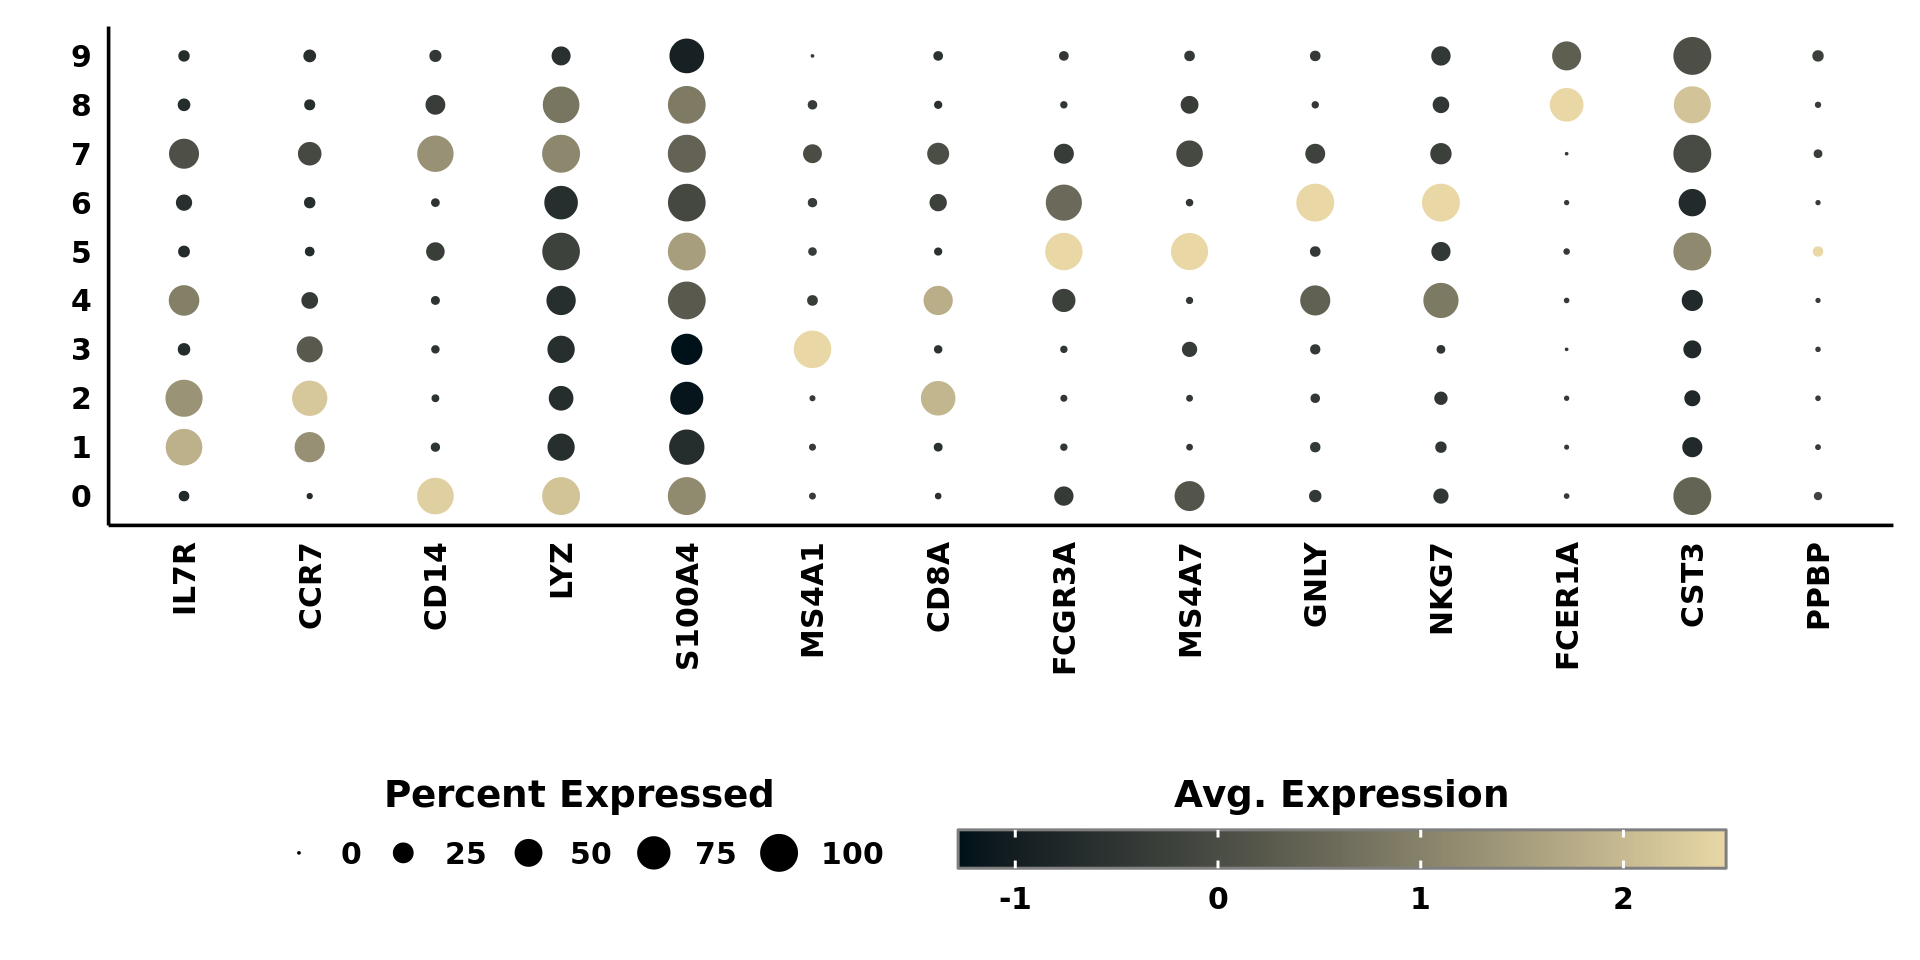 9
8
7
6
5
4
3
2
1
0
IL7R
CCR7
CD14
LYZ
S100A4
MS4A1
CD8A
FCGR3A
MS4A7
GNLY
NKG7
FCER1A
CST3
PPBP
Percent Expressed
0 25 50 75 100
Avg. Expression
-1 0 1 2